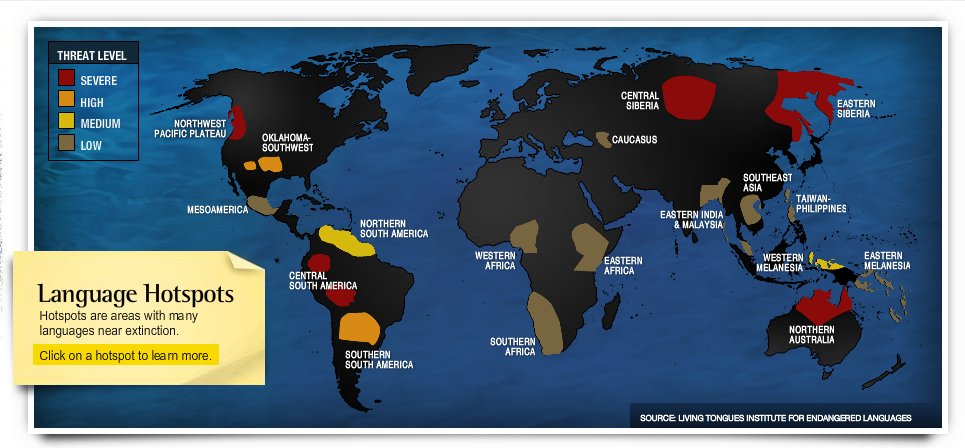 THREAT LEVEL
SEVERE
HIGH
MEDIUM
LOW
NORTHWEST
PACIFIC PLATEAU
OKLAHOMA-
SOUTHWEST
MESOAMERICA
NORTHERN
SOUTH AMERICA
CENTRAL
SOUTH AMERICA
SOUTHERN
SOUTH AMERICA
CENTRAL
SIBERIA
EASTERN
SIBERIA
CAUCASUS
SOUTHEAST
ASIA
TAIWAN-
PHILIPPINES
EASTERN INDIA
& MALAYSIA
WESTERN
AFRICA
EASTERN
AFRICA
SOUTHERN
AFRICA
WESTERN
MELANESIA
EASTERN
MELANESIA
NORTHERN
AUSTRALIA
Language Hotspots
Hotspots are areas with many
languages near extinction.
Click on a hotspot to learn more.
SOURCE: LIVING TONGUES INSTITUTE FOR ENDANGERED LANGUAGES